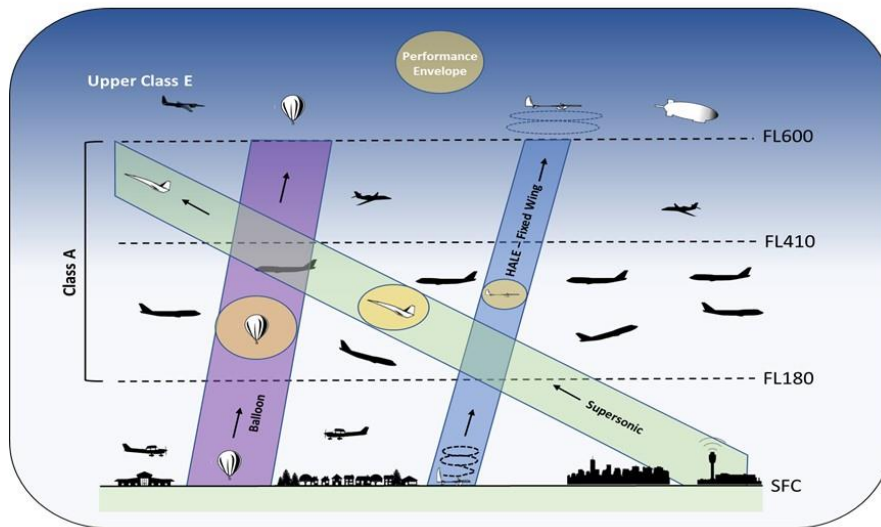 Performance
Envelope
Upper Class E
FL600
HALE – Fixed Wing
FL410
Class A
FL180
Balloon
Supersonic
SFC